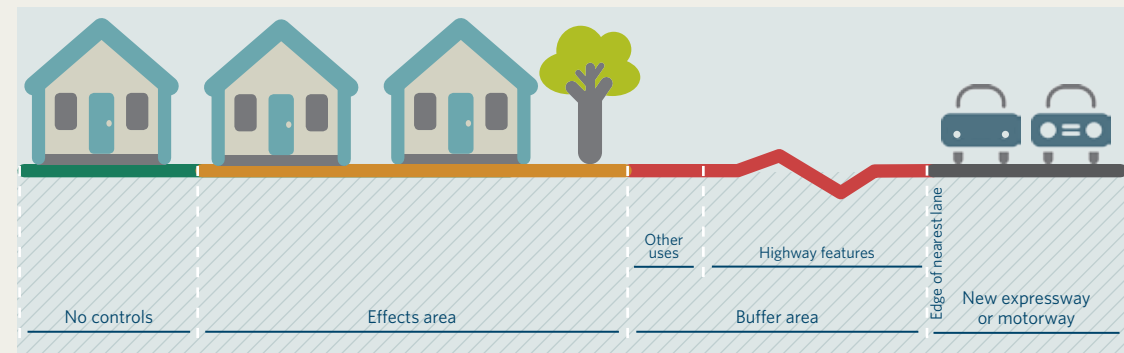 Other
uses
Highway features
Edge of nearest lane
No controls
Effects area
Buffer area
New expressway
or motorway